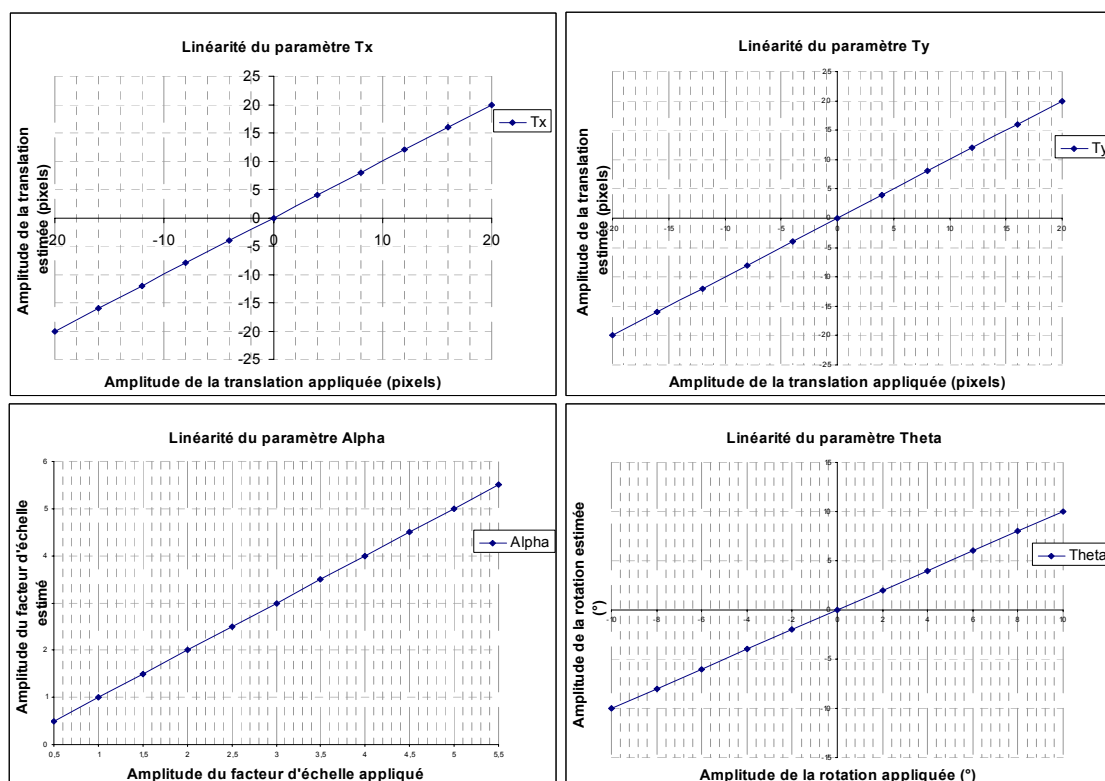 Linéarité du paramètre Tx
Amplitude de la translation
estimée (pixels)
25
20
15
10
5
0
-5
-10
-15
-20
-25
-20 -10 0 10 20
Tx
Amplitude de la translation appliquée (pixels)
Linéarité du paramètre Ty
Amplitude de la translation
estimée (pixels)
25
20
15
10
5
0
-5
-10
-15
-20
-25
-20 -15 -10 -5 0 5 10 15 20
Ty
Amplitude de la translation appliquée (pixels)
Linéarité du paramètre Alpha
Amplitude du facteur d'échelle
estimé
6
5
4
3
2
1
0
0,5 1 1,5 2 2,5 3 3,5 4 4,5 5 5,5
Alpha
Amplitude du facteur d'échelle appliqué
Linéarité du paramètre Theta
Amplitude de la rotation estimée
(°)
15
10
5
0
-5
-10
-15
-10 -8 -6 -4 -2 0 2 4 6 8 10
Theta
Amplitude de la rotation appliquée (°)